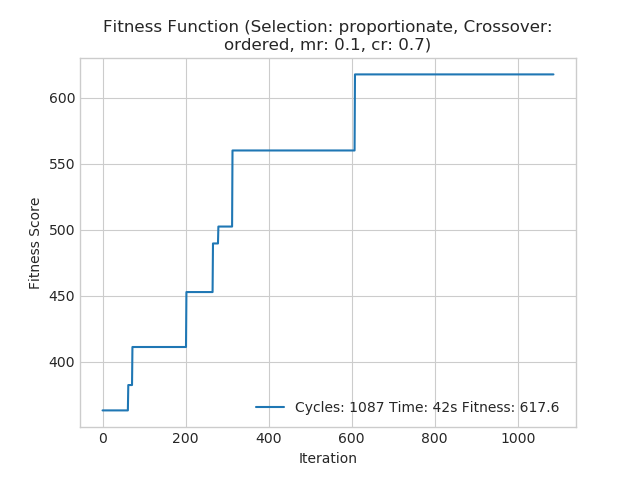 Fitness Function (Selection: proportionate, Crossover:
ordered, mr: 0.1, cr: 0.7)
600
550
500
450
400
Fitness Score
Cycles: 1087 Time: 42s Fitness: 617.6
0 200 400 600 800 1000
Iteration